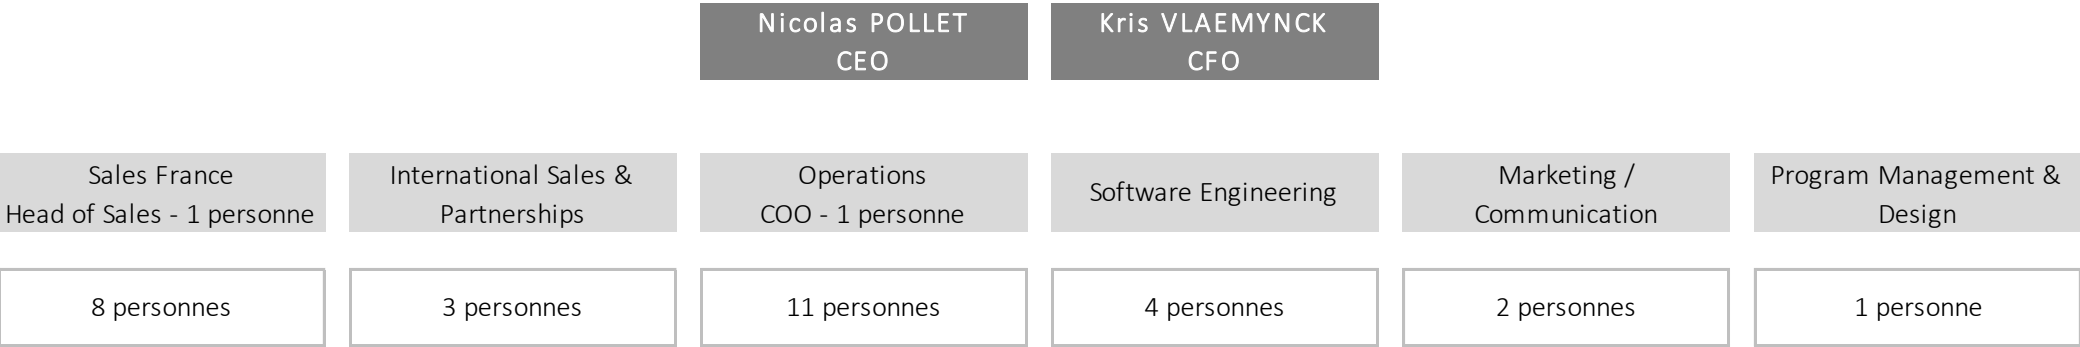 Nicolas POLLET
CEO
Kris VLAEMYNCK
CFO
Sales France
Head of Sales - 1 personne
International Sales &
Partnerships
Operations
COO - 1 personne
Software Engineering
Marketing /
Communication
Program Management &
Design
8 personnes
3 personnes
11 personnes
4 personnes
2 personnes
1 personne